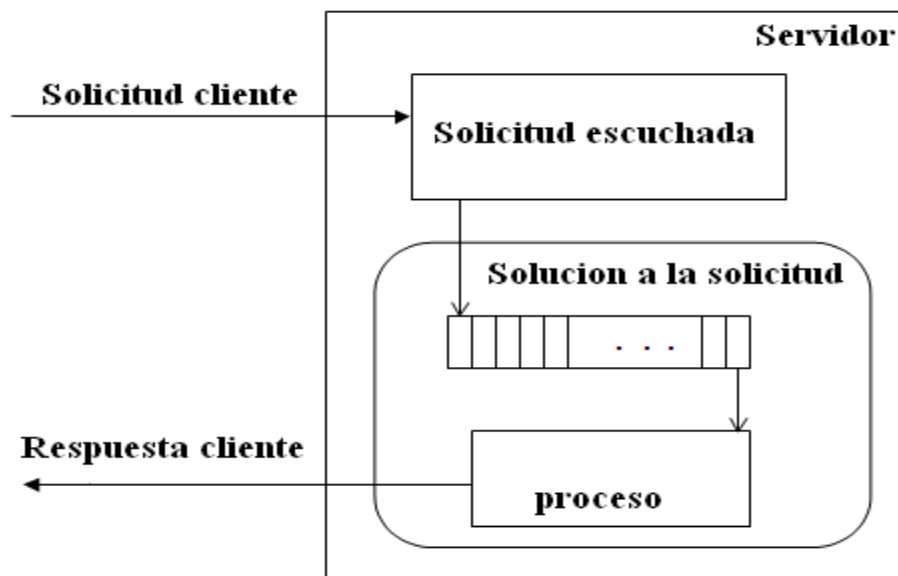 Servidor
Solicitud cliente
Solicitud escuchada
Solucion a la solicitud
. . .
Respuesta cliente
proceso